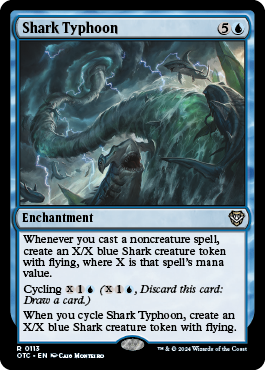 Shark Typhoon 5
Enchantment
Whenever you cast a noncreature spell,
create an X/X blue Shark creature token
with flying, where X is that spell's mana
value.
Cycling X 1 (X 1, Discard this card:
Draw a card.)
When you cycle Shark Typhoon, create an
X/X blue Shark creature token with flying.
R 0113
OTC • EN Caio Monteiro
™ & © 2024 Wizards of the Coast